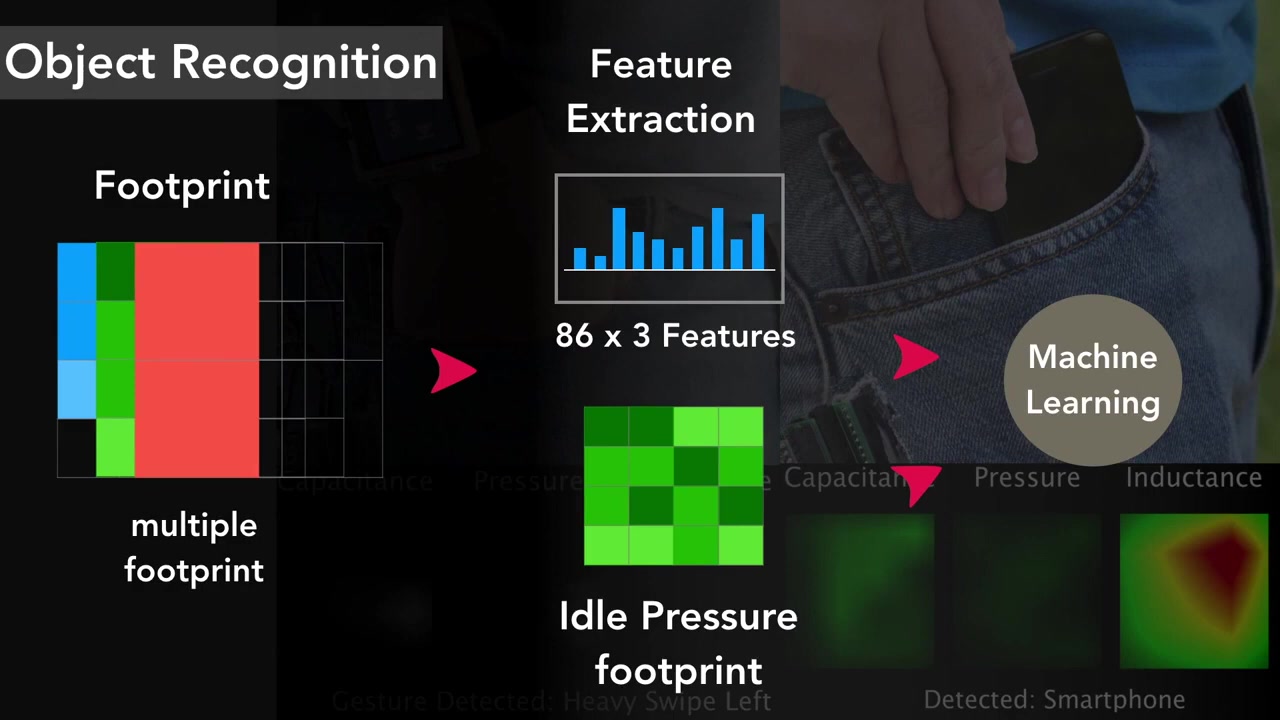 Object Recognition
Feature
Extraction
Footprint
86 x 3 Features
Machine
Learning
Capacitance
Pressure
Capacitance
Pressure
Inductance
multiple
footprint
Idle Pressure
footprint
Gesture Detected: Heavy Swipe Left
Detected: Smartphone